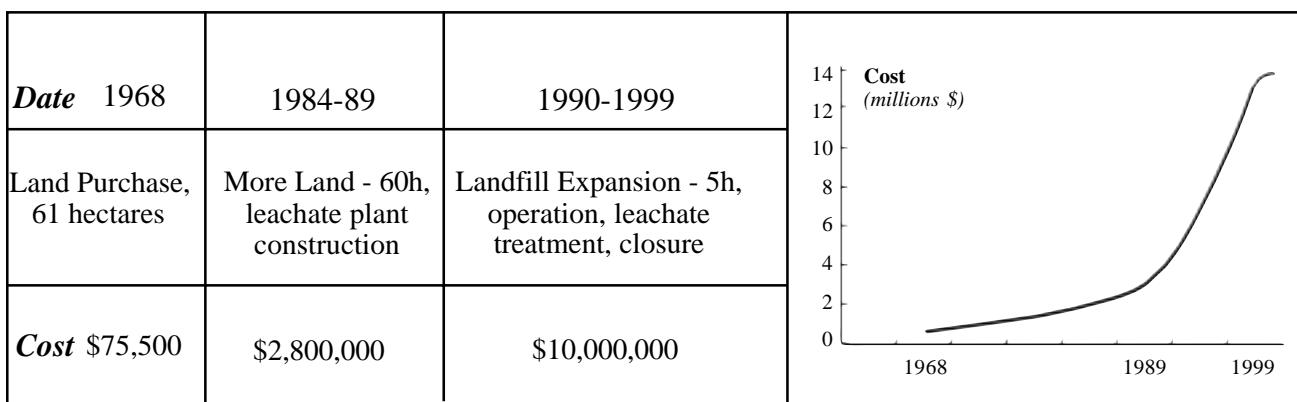 Date 1968
1984-89
1990-1999
Land Purchase,
61 hectares
More Land - 60h,
leachate plant
construction
Landfill Expansion - 5h,
operation, leachate
treatment, closure
Cost $75,500
$2,800,000
$10,000,000
Cost
(millions $)
14
12
10
8
6
4
2
0
1968
1989
1999